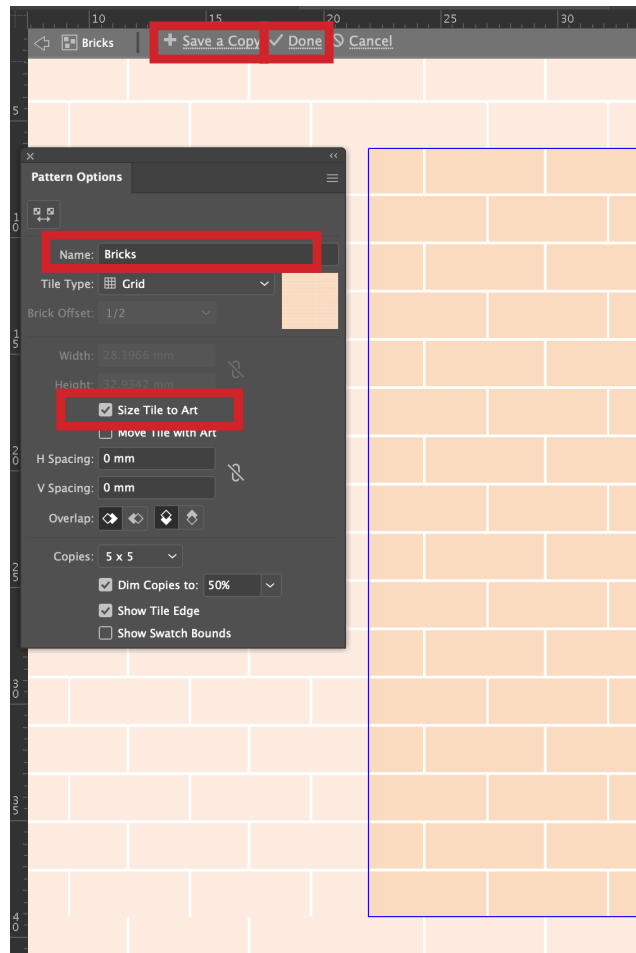 10 15 20 25 30
Bricks + Save a Copy Done Cancel
5
Pattern Options
10
Name: Bricks
Tile Type: Grid
Brick Offset: 1/2
15
Width: 28.1966 mm
Height: 32.9342 mm
Size Tile to Art
Move Tile with Art
20
H Spacing: 0 mm
V Spacing: 0 mm
Overlap:
Copies: 5 x 5
25
Dim Copies to: 50%
Show Tile Edge
Show Swatch Bounds
30
35
40